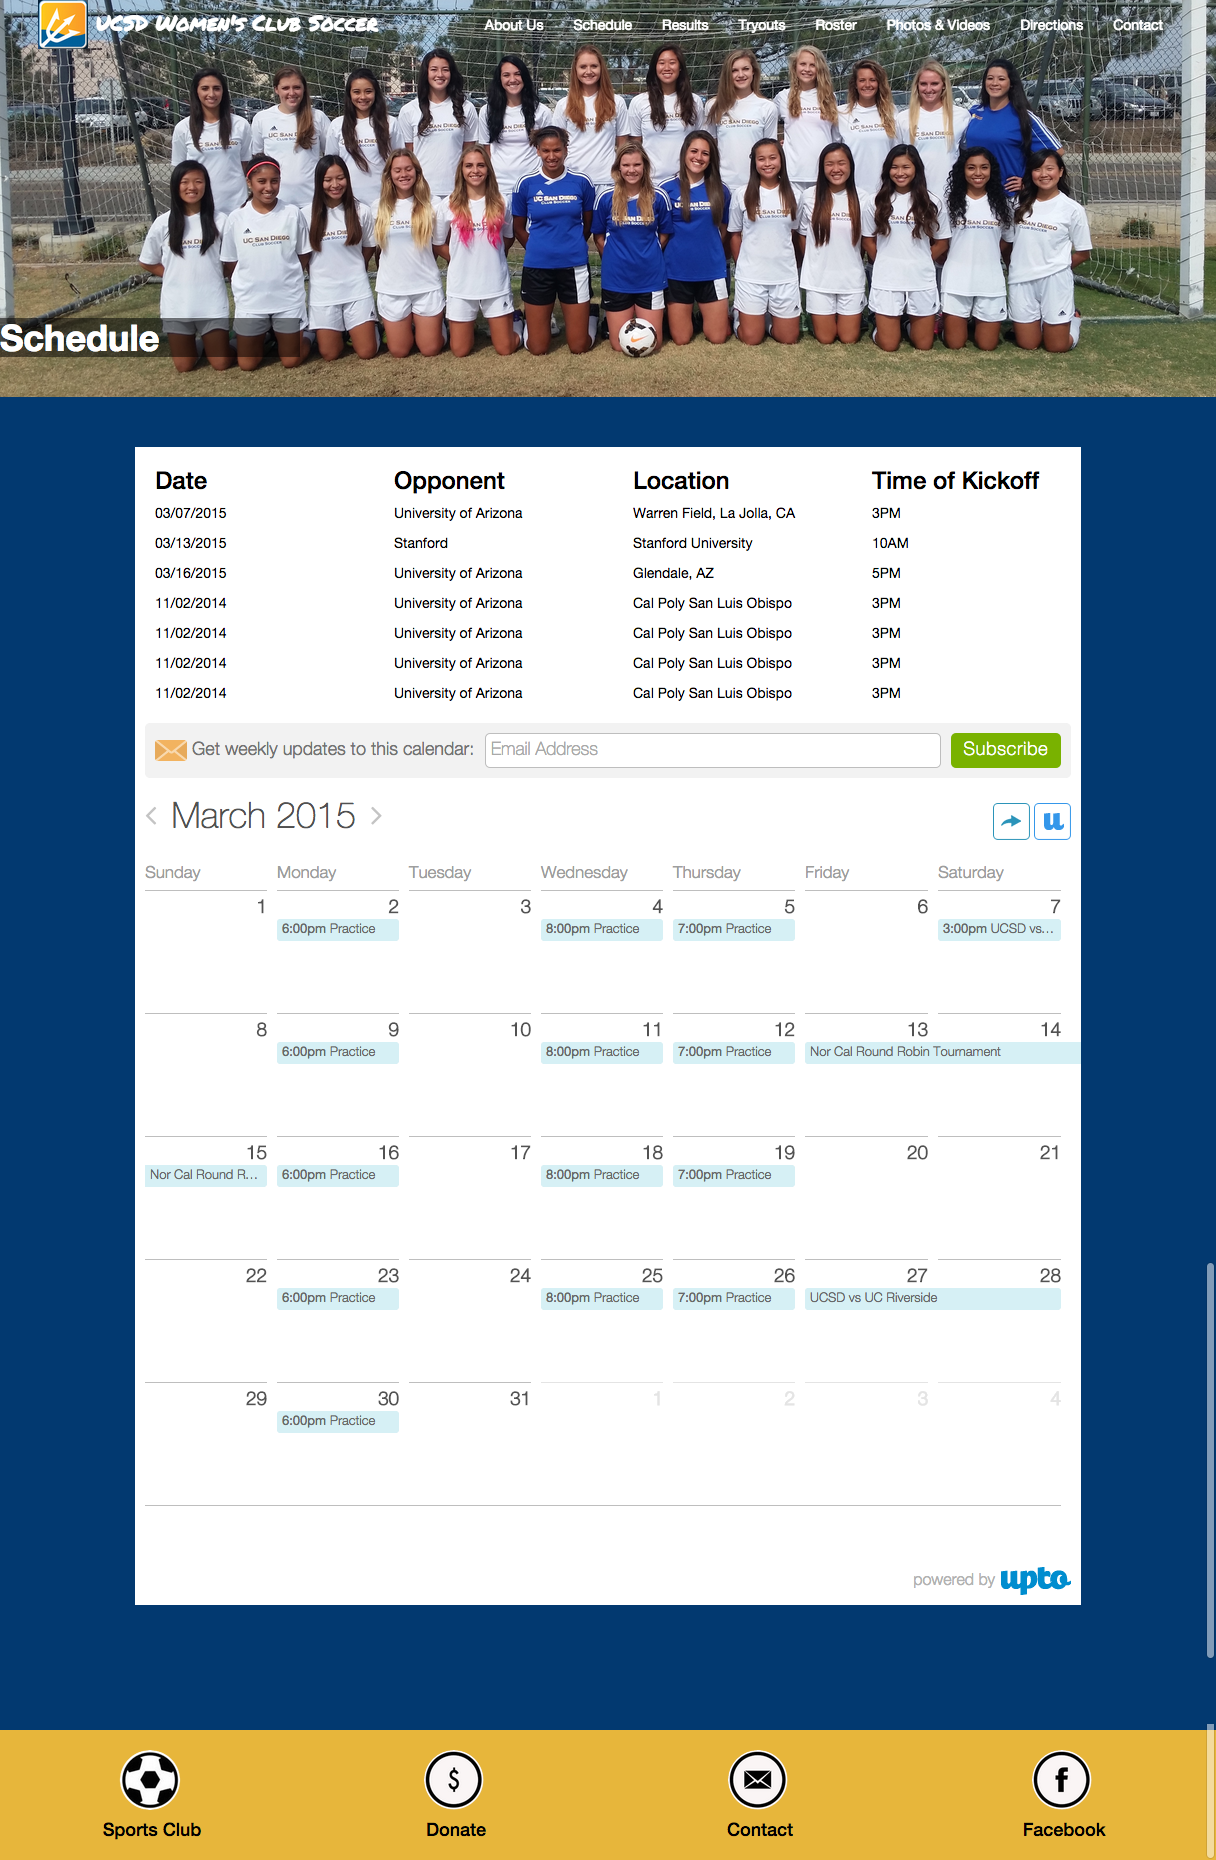 UCSD Women's Club Soccer
About Us Schedule Results Tryouts Roster Photos & Videos Directions Contact
UC SAN DIEGO
CLUB SOCCER
UC SAN DIEGO
CLUB SOCCER
Schedule
Date Opponent Location Time of Kickoff
03/07/2015 University of Arizona Warren Field, La Jolla, CA 3PM
03/13/2015 Stanford Stanford University 10AM
03/16/2015 University of Arizona Glendale, AZ 5PM
11/02/2014 University of Arizona Cal Poly San Luis Obispo 3PM
11/02/2014 University of Arizona Cal Poly San Luis Obispo 3PM
11/02/2014 University of Arizona Cal Poly San Luis Obispo 3PM
11/02/2014 University of Arizona Cal Poly San Luis Obispo 3PM
Get weekly updates to this calendar: Email Address Subscribe
March 2015
Sunday Monday Tuesday Wednesday Thursday Friday Saturday
1 2 3 4 5 6 7
6:00pm Practice 8:00pm Practice 7:00pm Practice 3:00pm UCSD vs...
8 9 10 11 12 13 14
6:00pm Practice 8:00pm Practice 7:00pm Practice Nor Cal Round Robin Tournament
15 16 17 18 19 20 21
Nor Cal Round R... 6:00pm Practice 8:00pm Practice 7:00pm Practice
22 23 24 25 26 27 28
6:00pm Practice 8:00pm Practice 7:00pm Practice UCSD vs UC Riverside
29 30 31 1 2 3 4
6:00pm Practice
powered by upto
Sports Club Donate Contact Facebook